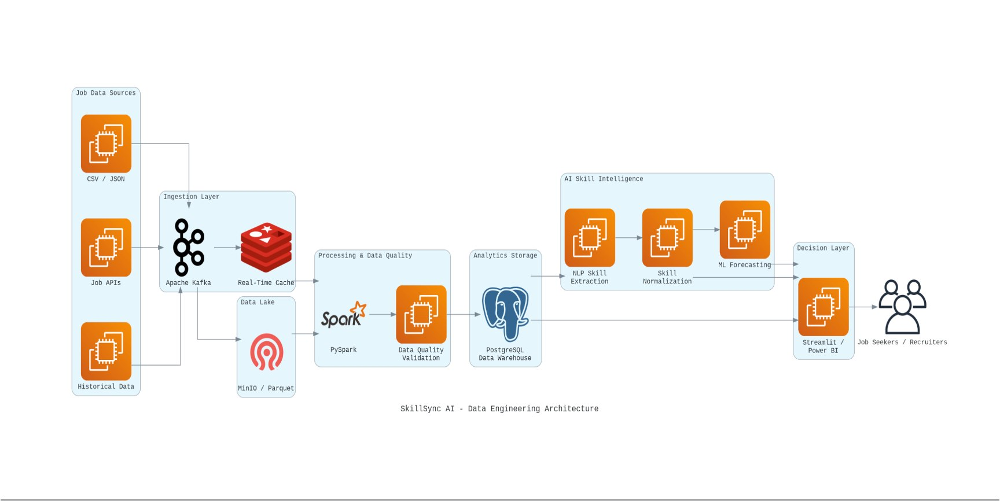 Job Data Sources
CSV / JSON
Job APIs
Historical Data
Ingestion Layer
Apache Kafka
Real-Time Cache
Data Lake
MinIO / Parquet
Processing & Data Quality
Spark
PySpark
Data Quality
Validation
Analytics Storage
PostgreSQL
Data Warehouse
AI Skill Intelligence
NLP Skill
Extraction
Skill
Normalization
ML Forecasting
Decision Layer
Streamlit /
Power BI
Job Seekers / Recruiters
SkillSync AI - Data Engineering Architecture